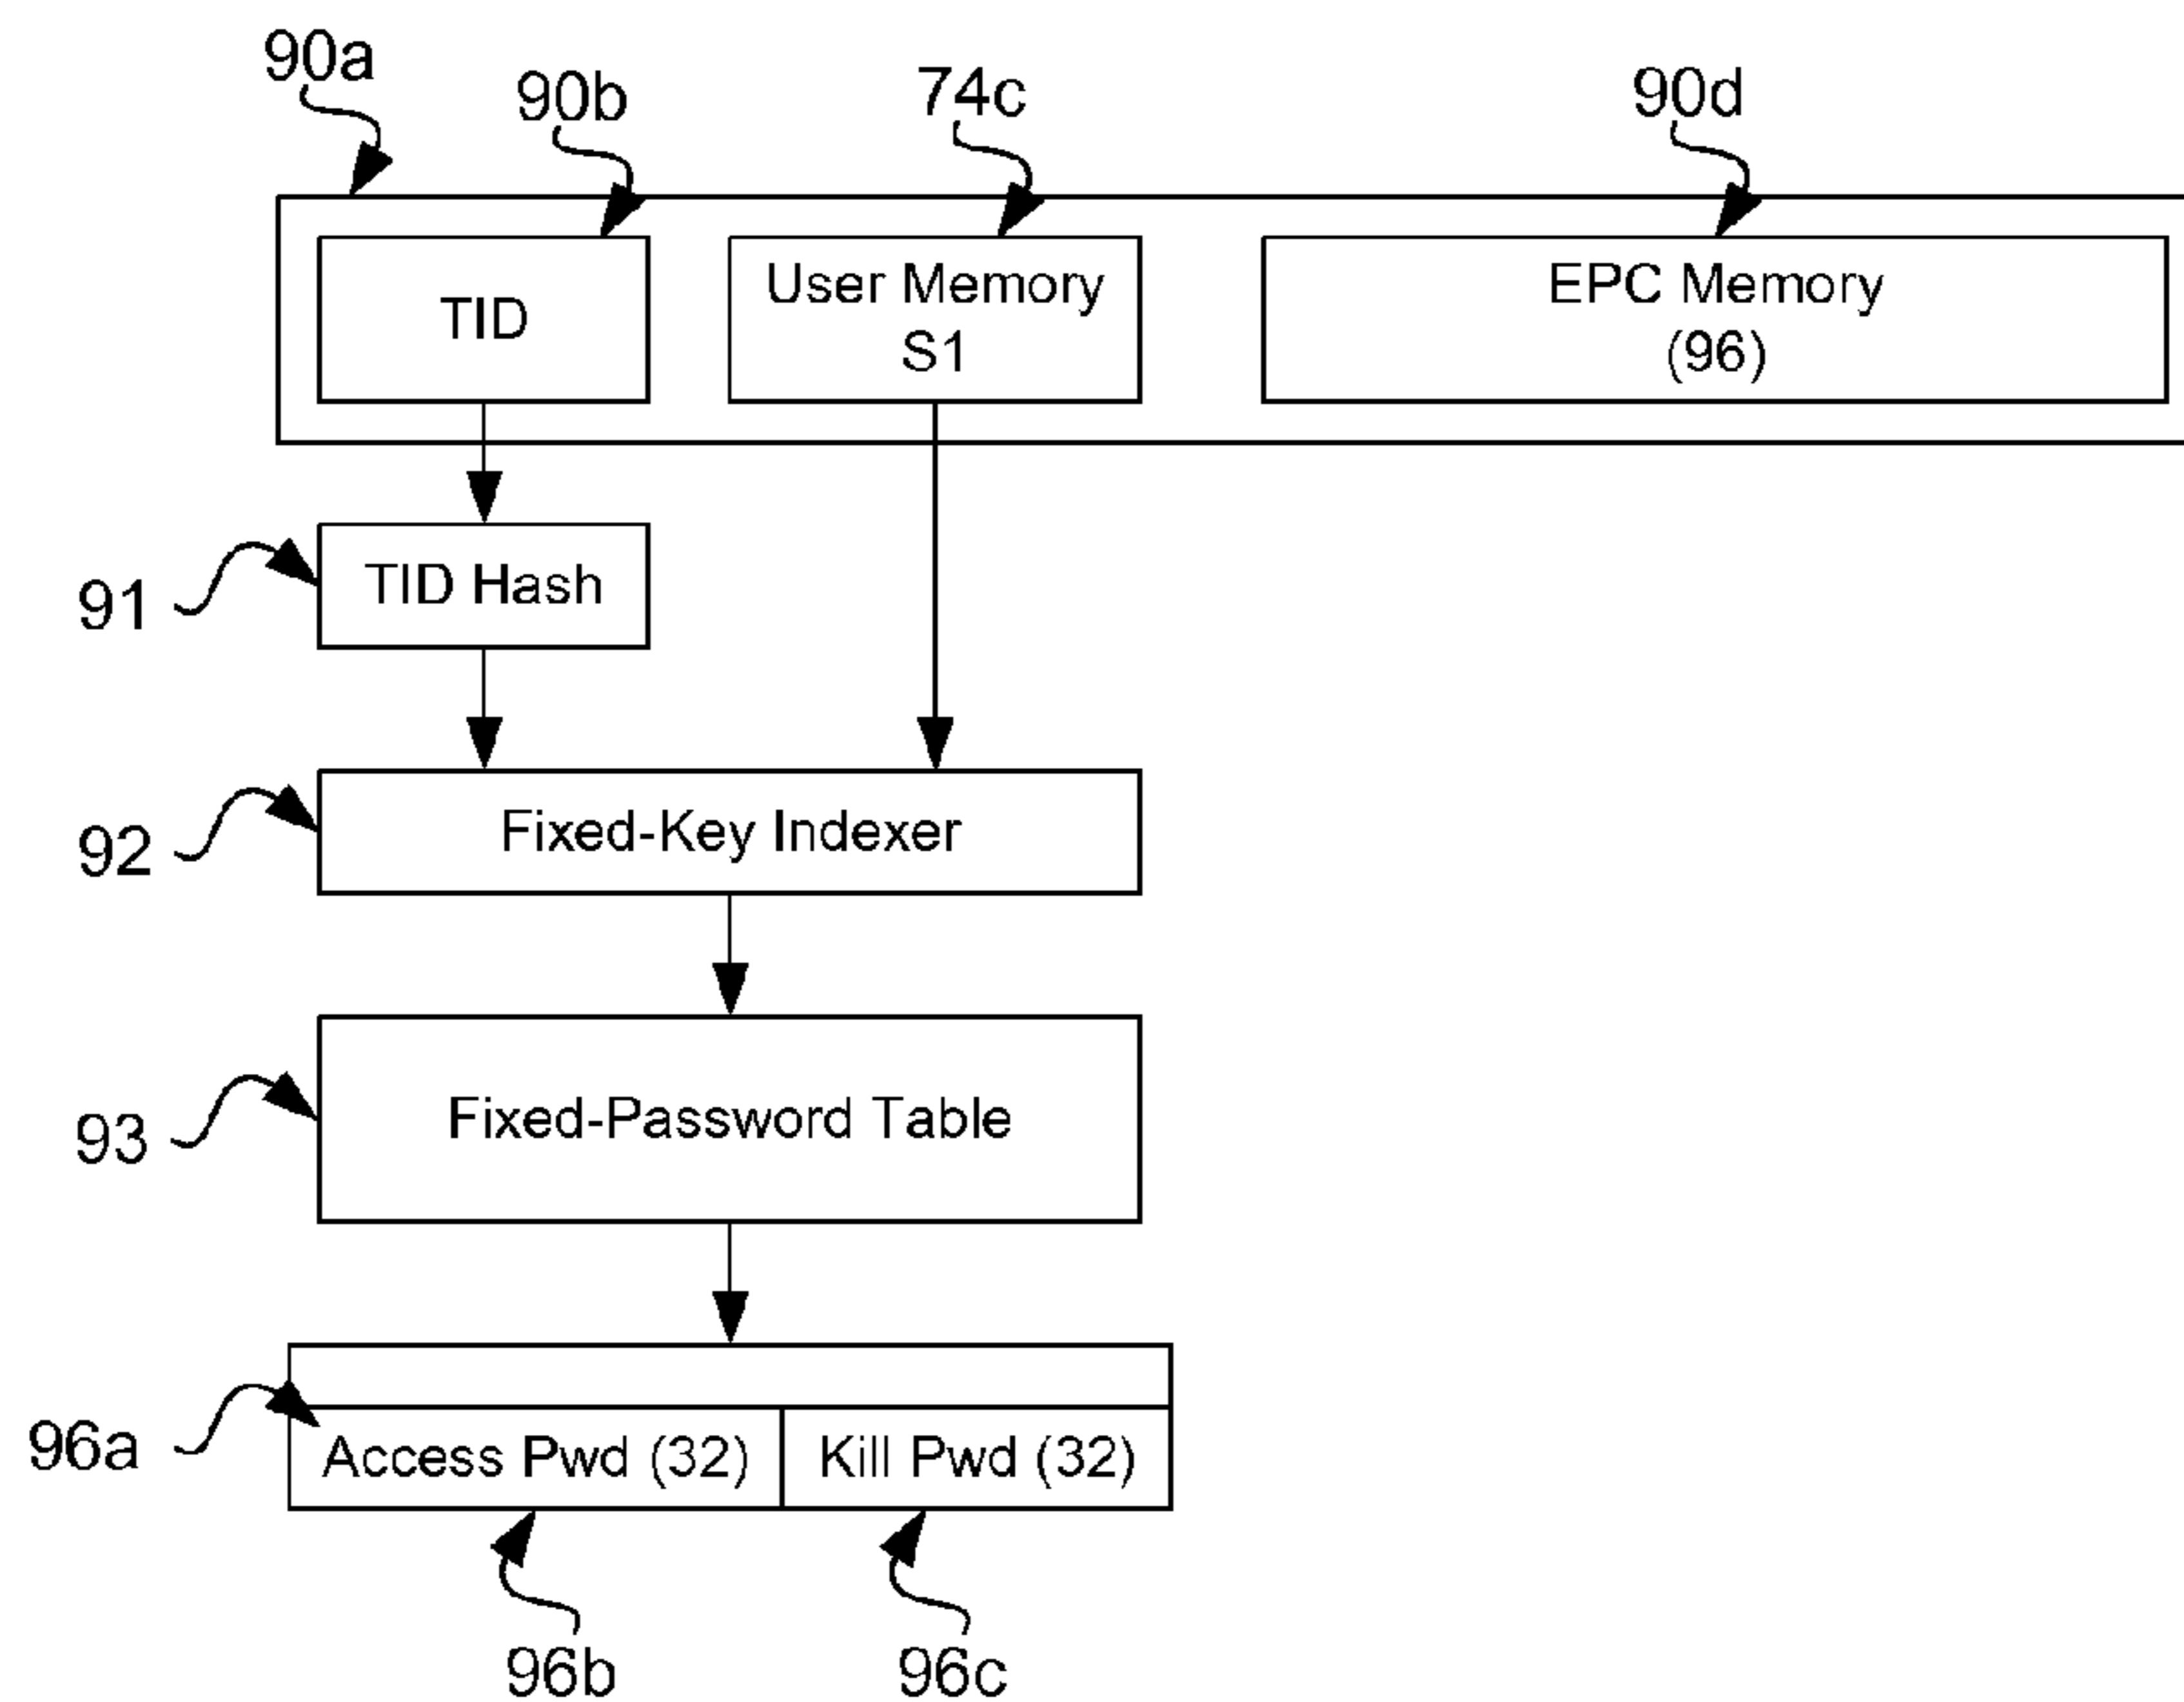 90a
90b
74c
90d
TID
User Memory
S1
EPC Memory
(96)
91
TID Hash
92
Fixed-Key Indexer
93
Fixed-Password Table
96a
Access Pwd (32)
Kill Pwd (32)
96b
96c